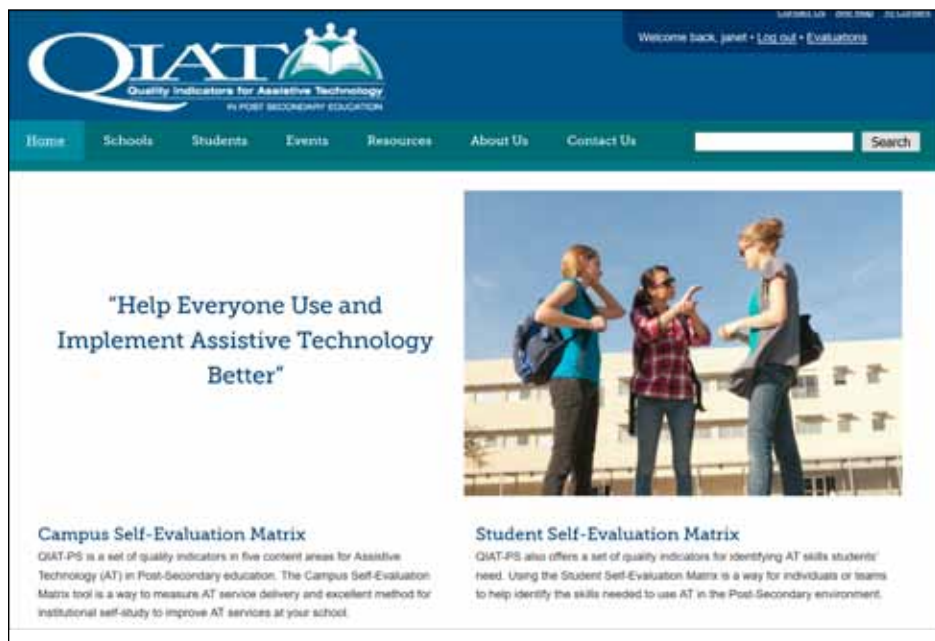 Contact Us Site Map
Welcome back, janet • Log out • Evaluations
QIAT
Quality Indicators for Assistive Technology
IN POST SECONDARY EDUCATION
Home Schools Students Events Resources About Us Contact Us Search
"Help Everyone Use and
Implement Assistive Technology
Better"
Campus Self-Evaluation Matrix
QIAT-PS is a set of quality indicators in five content areas for Assistive
Technology (AT) in Post-Secondary education. The Campus Self-Evaluation
Matrix tool is a way to measure AT service delivery and excellent method for
institutional self-study to improve AT services at your school.
Student Self-Evaluation Matrix
QIAT-PS also offers a set of quality indicators for identifying AT skills students'
need. Using the Student Self-Evaluation Matrix is a way for individuals or teams
to help identify the skills needed to use AT in the Post-Secondary environment.